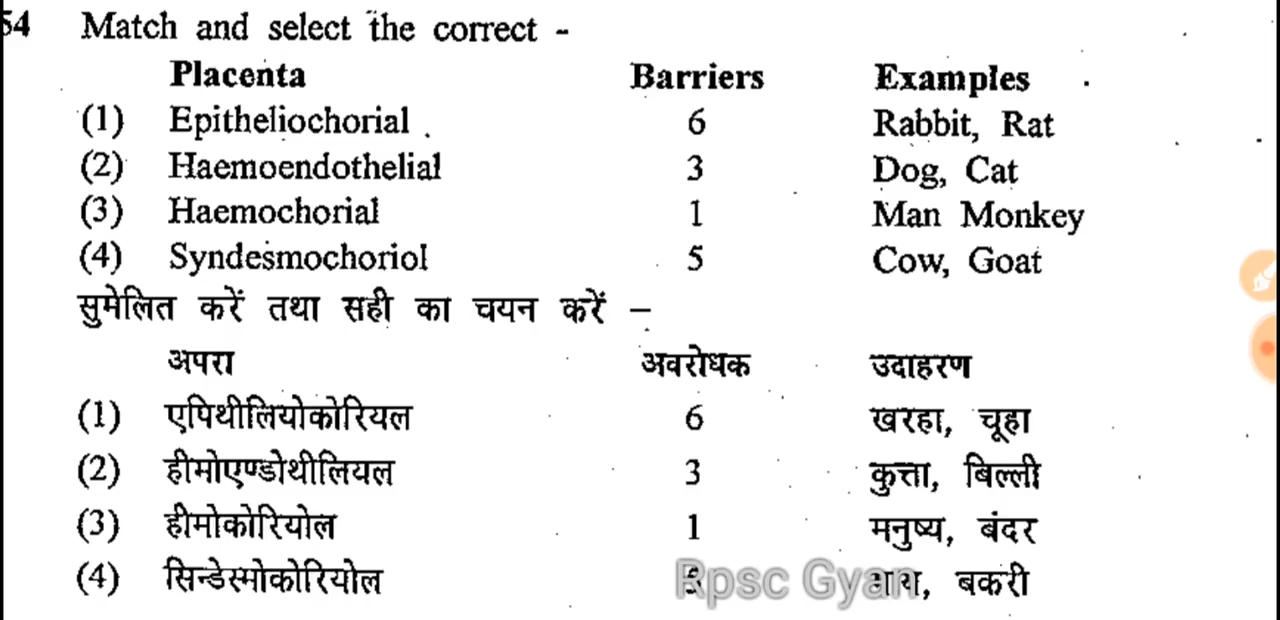 54 Match and select the correct -
Placenta Barriers Examples
(1) Epitheliochorial 6 Rabbit, Rat
(2) Haemoendothelial 3 Dog, Cat
(3) Haemochorial 1 Man Monkey
(4) Syndesmochoriol 5 Cow, Goat
सुमेलित करें तथा सही का चयन करें –
अपरा अवरोधक उदाहरण
(1) एपिथीलियोकोरियल 6 खरहा, चूहा
(2) हीमोएण्डोथीलियल 3 कुत्ता, बिल्ली
(3) हीमोकोरियोल 1 मनुष्य, बंदर
(4) सिन्डेस्मोकोरियोल 5 गाय, बकरी
Rpsc Gyan